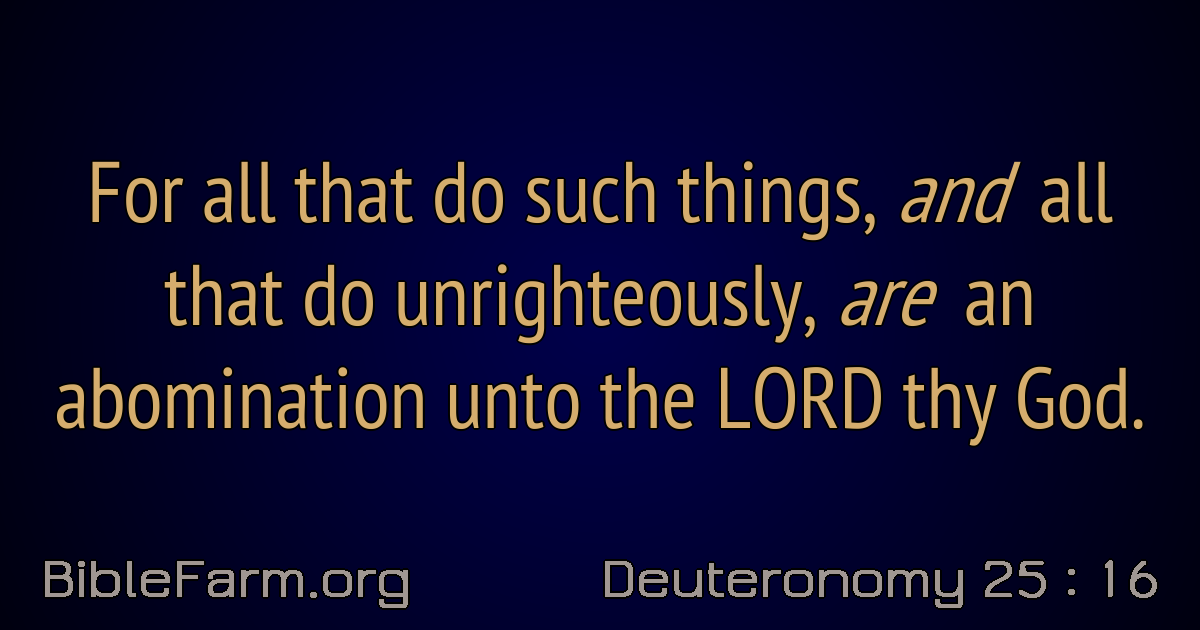 For all that do such things, and all
that do unrighteously, are an
abomination unto the LORD thy God.
BibleFarm.org
Deuteronomy 25 : 16